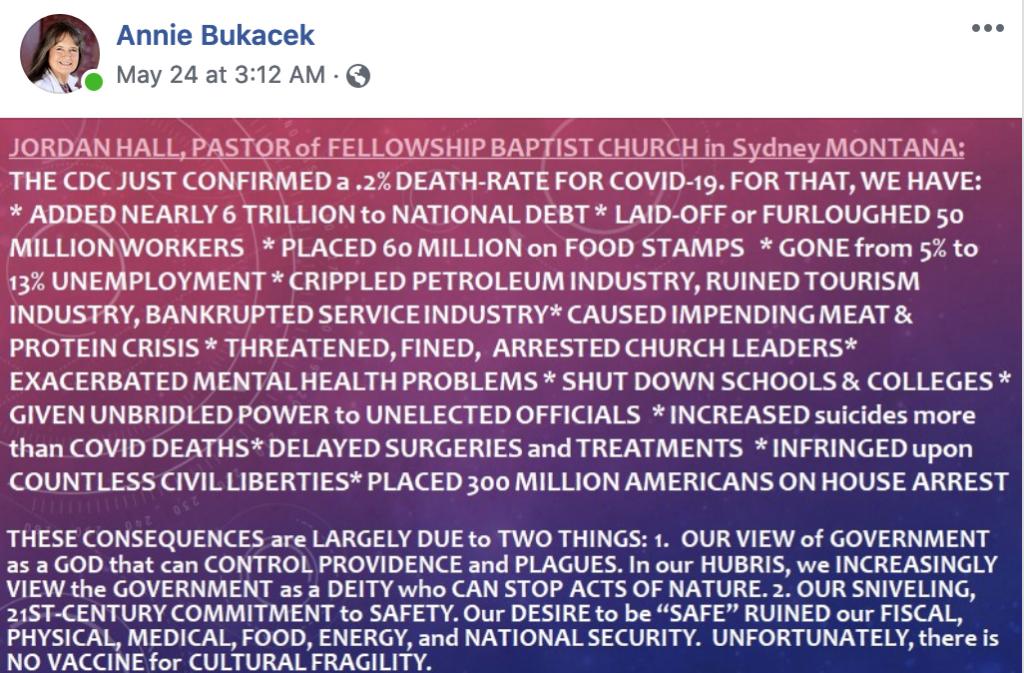 Annie Bukacek
May 24 at 3:12 AM ·
JORDAN HALL, PASTOR of FELLOWSHIP BAPTIST CHURCH in Sydney MONTANA:
THE CDC JUST CONFIRMED a .2% DEATH-RATE FOR COVID-19. FOR THAT, WE HAVE:
* ADDED NEARLY 6 TRILLION to NATIONAL DEBT * LAID-OFF or FURLOUGHED 50
MILLION WORKERS * PLACED 60 MILLION on FOOD STAMPS * GONE from 5% to
13% UNEMPLOYMENT * CRIPPLED PETROLEUM INDUSTRY, RUINED TOURISM
INDUSTRY, BANKRUPTED SERVICE INDUSTRY* CAUSED IMPENDING MEAT &
PROTEIN CRISIS * THREATENED, FINED, ARRESTED CHURCH LEADERS*
EXACERBATED MENTAL HEALTH PROBLEMS * SHUT DOWN SCHOOLS & COLLEGES *
GIVEN UNBRIDLED POWER to UNELECTED OFFICIALS * INCREASED suicides more
than COVID DEATHS* DELAYED SURGERIES and TREATMENTS * INFRINGED upon
COUNTLESS CIVIL LIBERTIES* PLACED 300 MILLION AMERICANS ON HOUSE ARREST
THESE CONSEQUENCES are LARGELY DUE to TWO THINGS: 1. OUR VIEW of GOVERNMENT
as a GOD that can CONTROL PROVIDENCE and PLAGUES. In our HUBRIS, we INCREASINGLY
VIEW the GOVERNMENT as a DEITY who CAN STOP ACTS OF NATURE. 2. OUR SNIVELING,
21ST-CENTURY COMMITMENT to SAFETY. Our DESIRE to be “SAFE” RUINED our FISCAL,
PHYSICAL, MEDICAL, FOOD, ENERGY, and NATIONAL SECURITY. UNFORTUNATELY, there is
NO VACCINE for CULTURAL FRAGILITY.